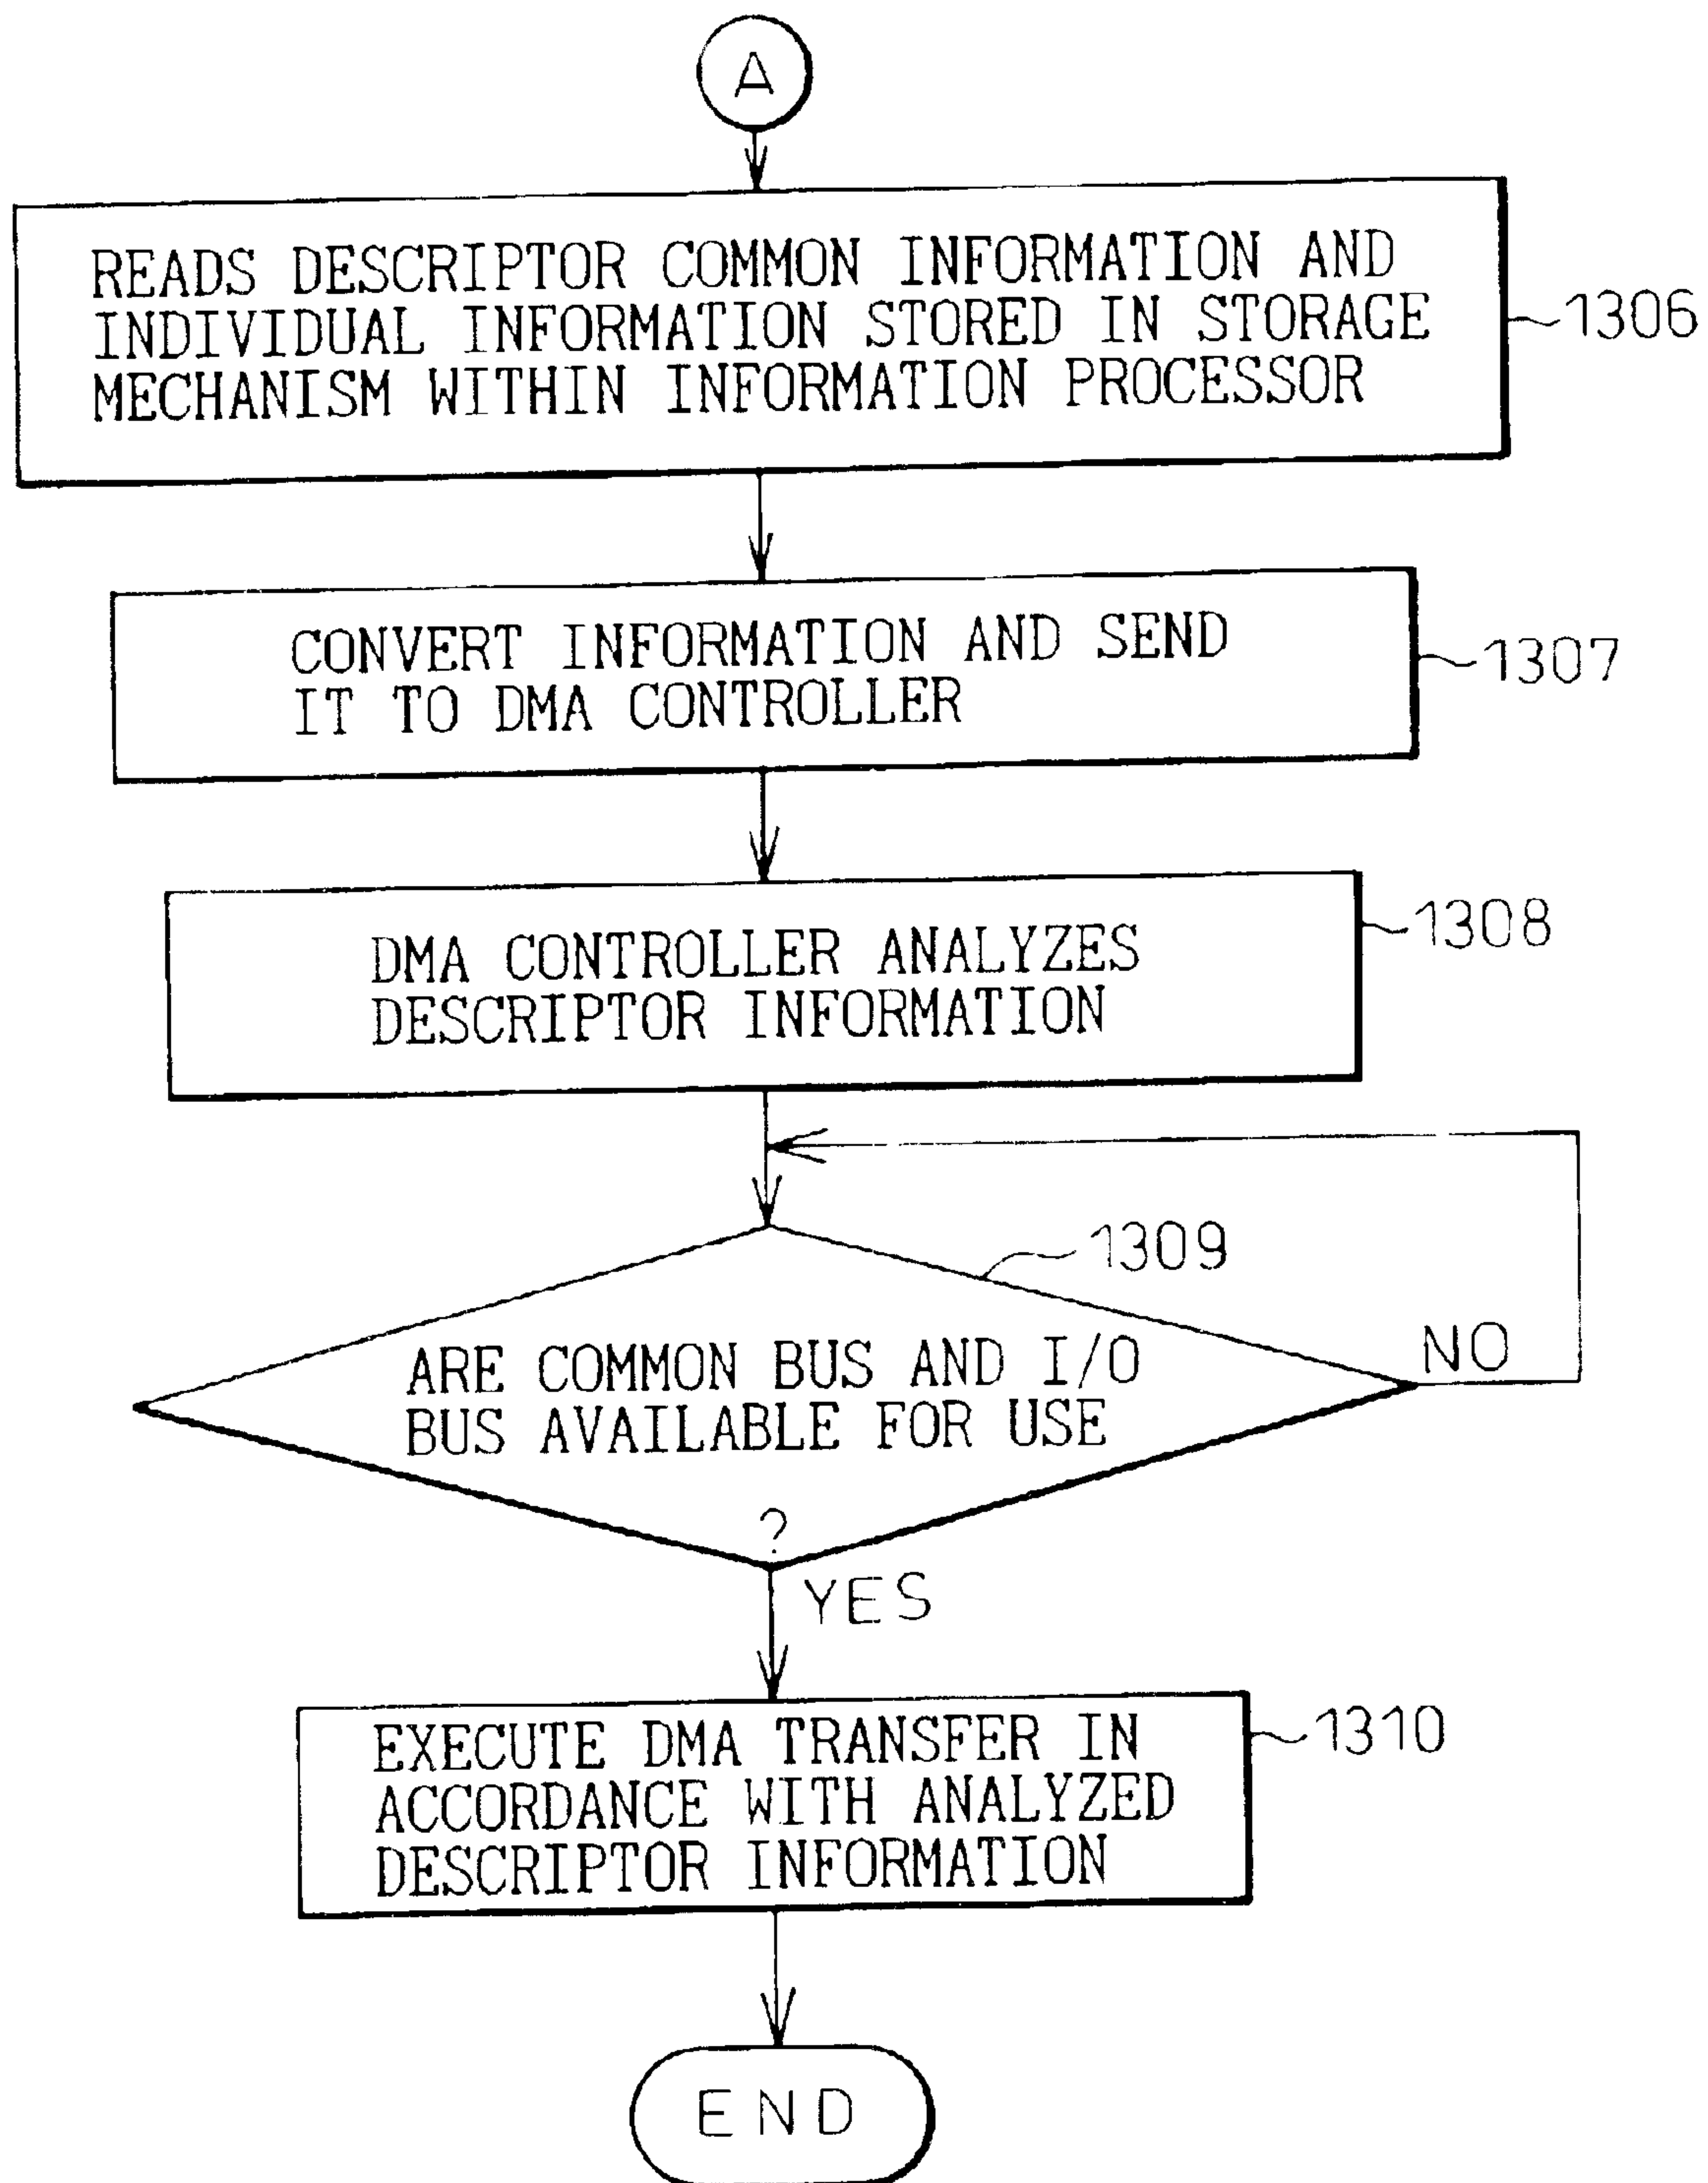 A
READS DESCRIPTOR COMMON INFORMATION AND
INDIVIDUAL INFORMATION STORED IN STORAGE
MECHANISM WITHIN INFORMATION PROCESSOR
1306
CONVERT INFORMATION AND SEND
IT TO DMA CONTROLLER
1307
DMA CONTROLLER ANALYZES
DESCRIPTOR INFORMATION
1308
1309
ARE COMMON BUS AND I/O
BUS AVAILABLE FOR USE
?
NO
YES
EXECUTE DMA TRANSFER IN
ACCORDANCE WITH ANALYZED
DESCRIPTOR INFORMATION
1310
END